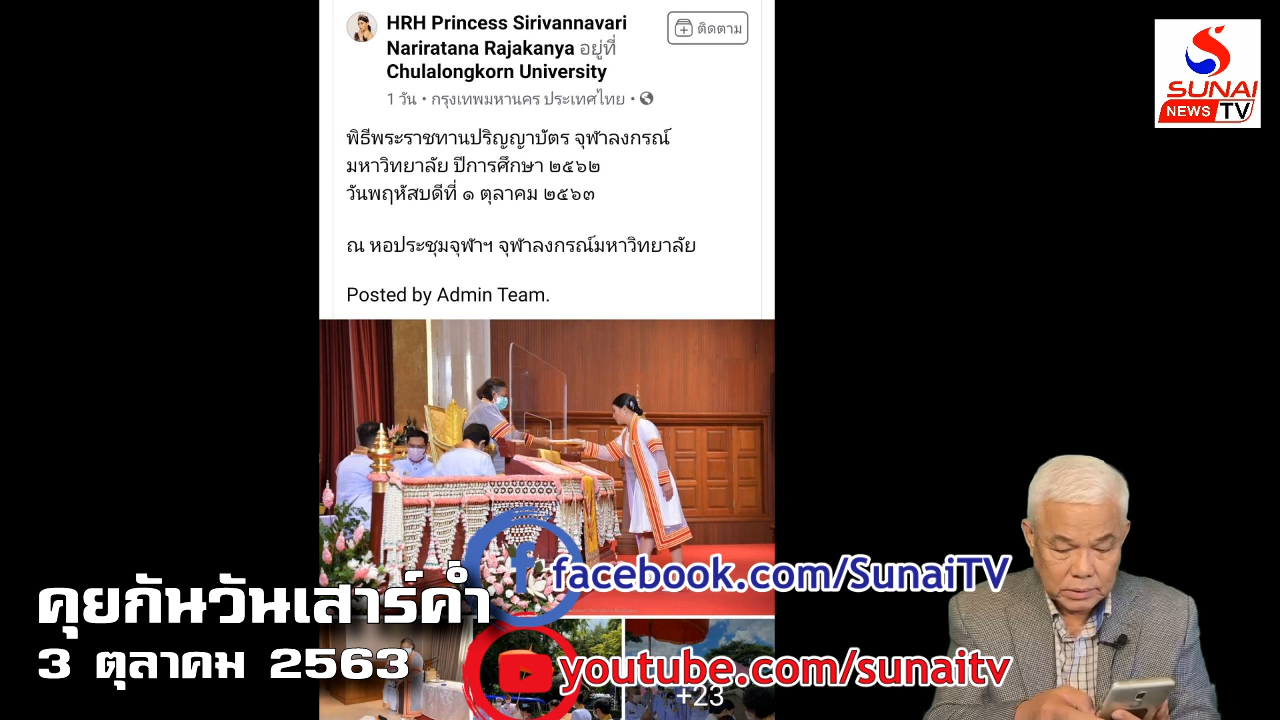 HRH Princess Sirivannavari
Nariratana Rajakanya อยู่ที่
Chulalongkorn University
ติดตาม
1 วัน • กรุงเทพมหานคร ประเทศไทย •
พิธีพระราชทานปริญญาบัตร จุฬาลงกรณ์
มหาวิทยาลัย ปีการศึกษา ๒๕๖๒
วันพฤหัสบดีที่ ๑ ตุลาคม ๒๕๖๓
ณ หอประชุมจุฬาฯ จุฬาลงกรณ์มหาวิทยาลัย
Posted by Admin Team.
SUNAI
NEWS TV
facebook.com/SunaiTV
คุยกันวันเสาร์ค่ำ
3 ตุลาคม 2563
youtube.com/sunaitv
+23